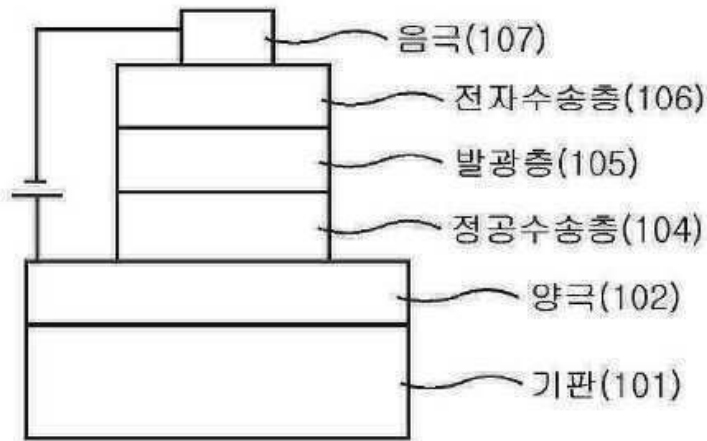 음극(107)
전자수송층(106)
발광층(105)
정공수송층(104)
양극(102)
기판(101)